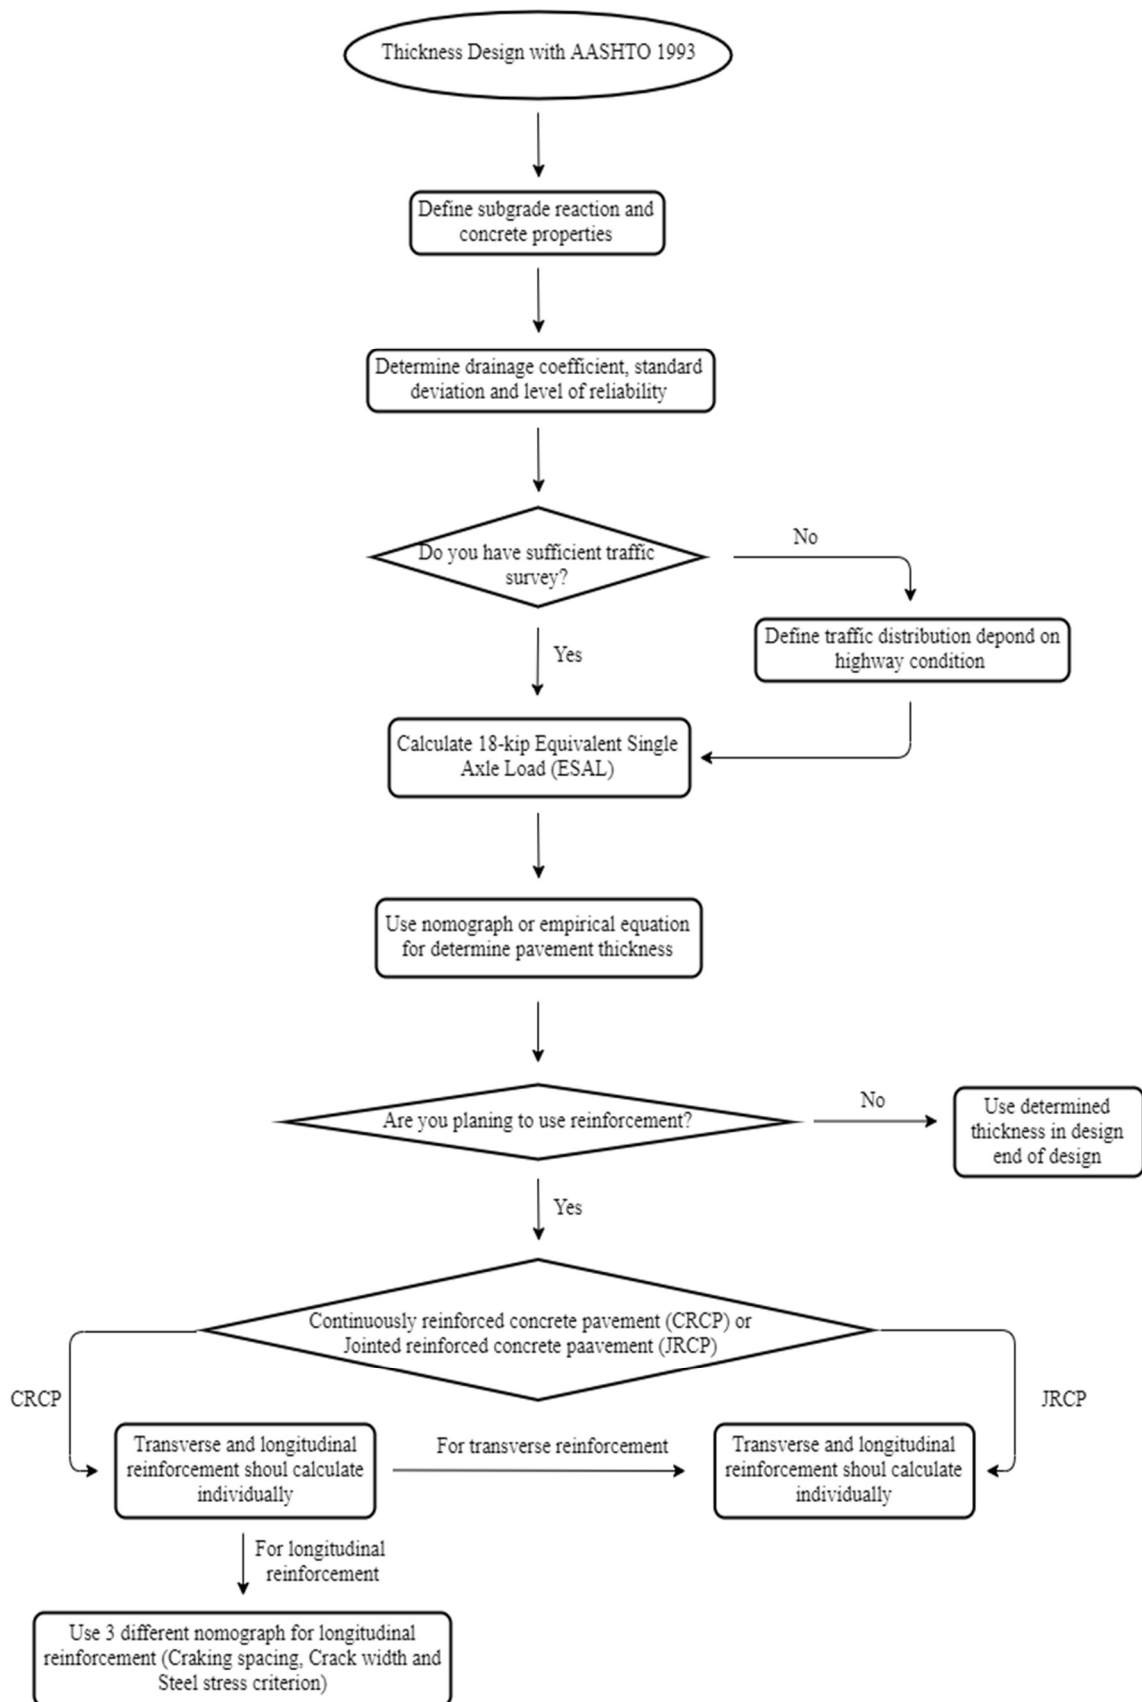 Thickness Design with AASHTO 1993
Define subgrade reaction and
concrete properties
Determine drainage coefficient, standard
deviation and level of reliability
Do you have sufficient traffic
survey?
No
Define traffic distribution depond on
highway condition
Yes
Calculate 18-kip Equivalent Single
Axle Load (ESAL)
Use nomograph or empirical equation
for determine pavement thickness
Are you planing to use reinforcement?
No
Use determined
thickness in design
end of design
Yes
Continuously reinforced concrete pavement (CRCP) or
Jointed reinforced concrete paavement (JRCP)
CRCP
JRCP
Transverse and longitudinal
reinforcement shoul calculate
individually
For transverse reinforcement
Transverse and longitudinal
reinforcement shoul calculate
individually
For longitudinal
reinforcement
Use 3 different nomograph for longitudinal
reinforcement (Craking spacing, Crack width and
Steel stress criterion)